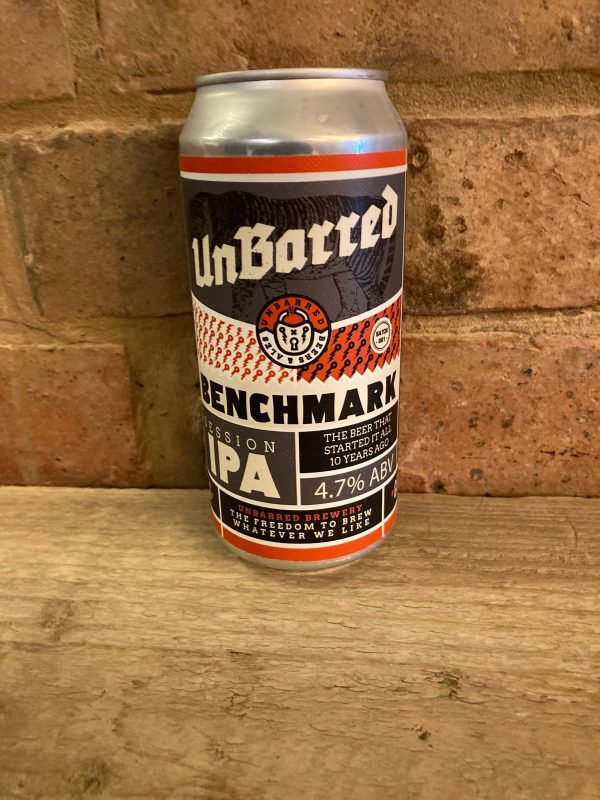 UnBarred
UNBARRED
BEERS & ALES
BATCH
001
BENCHMARK
SESSION
IPA
THE BEER THAT
STARTED IT ALL
10 YEARS AGO
4.7% ABV
UNBARRED BREWERY
THE FREEDOM TO BREW
WHATEVER WE LIKE